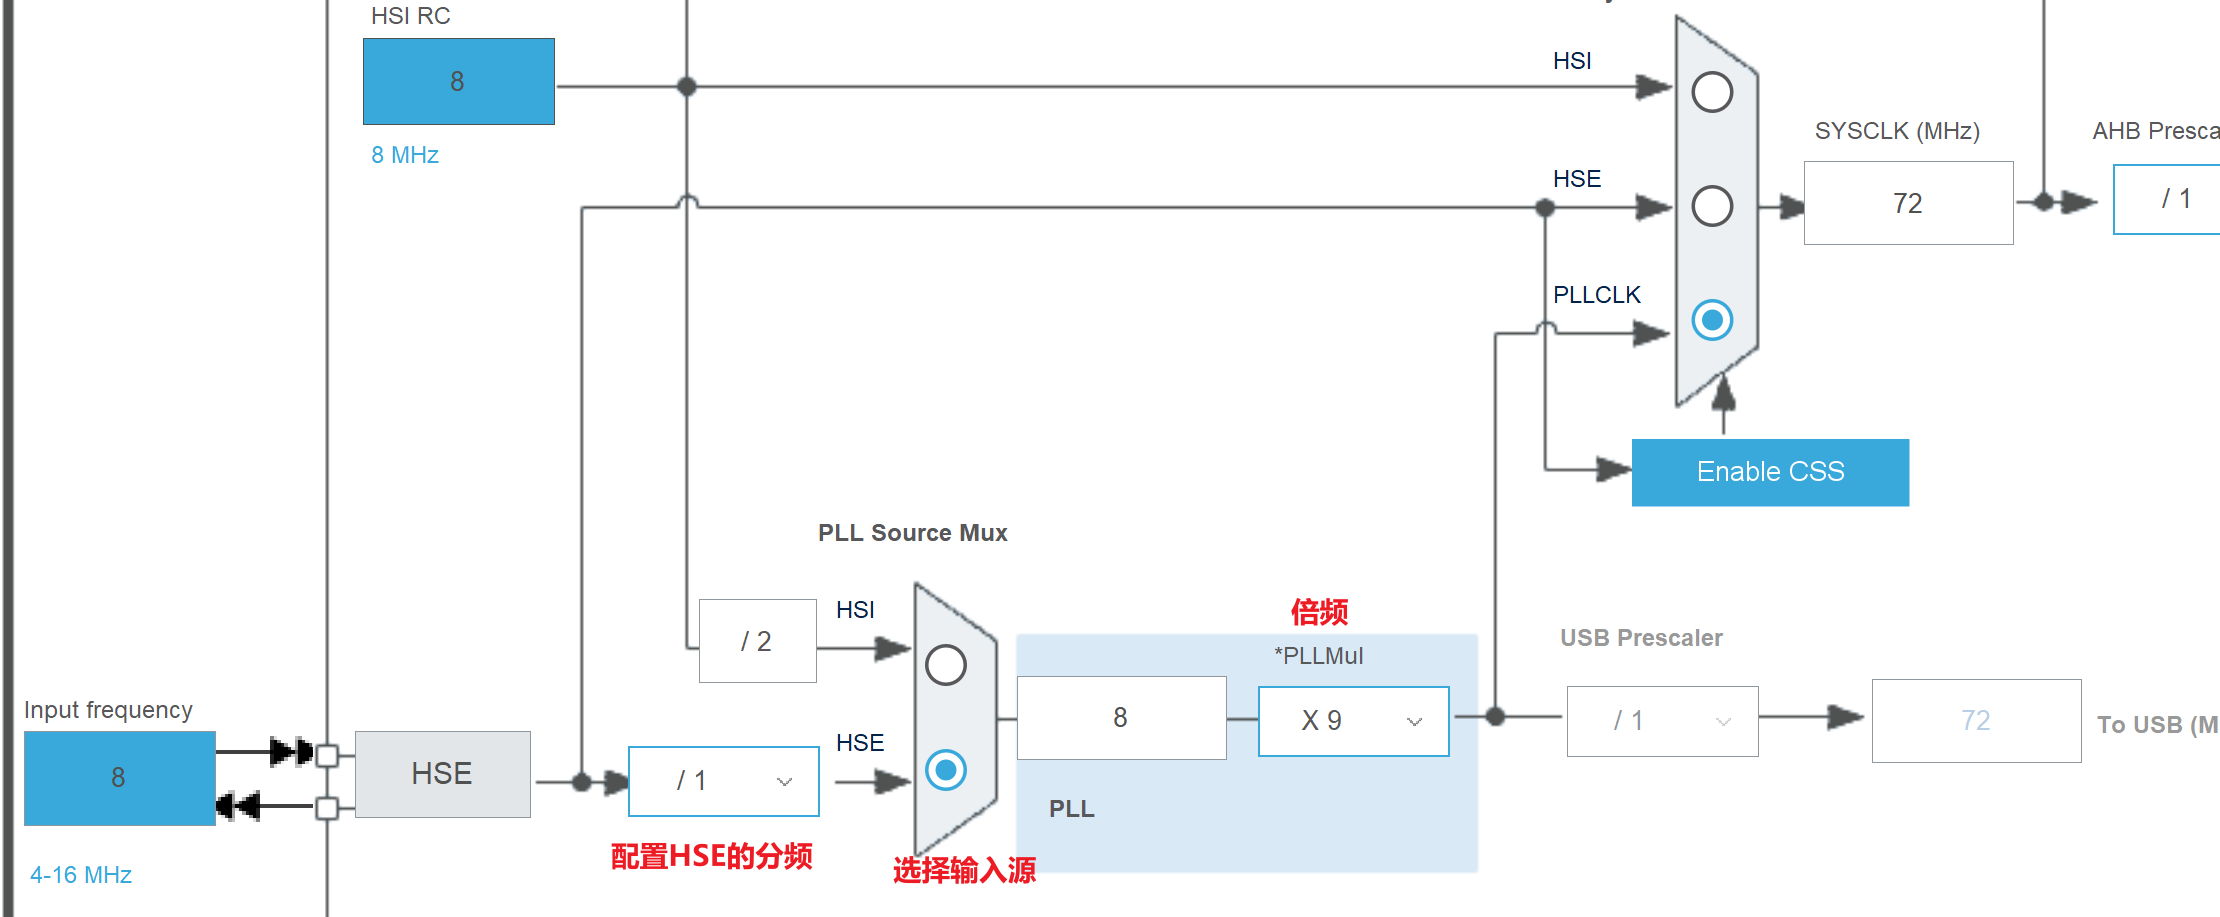 HSI RC
8
8 MHz
HSI
HSE
PLLCLK
SYSCLK (MHz)
72
AHB Presca
/ 1
Enable CSS
PLL Source Mux
/ 2
HSI
HSE
/ 1
配置HSE的分频
选择输入源
倍频
*PLLMul
8
X 9
PLL
USB Prescaler
/ 1
72
To USB (M
Input frequency
8
HSE
4-16 MHz